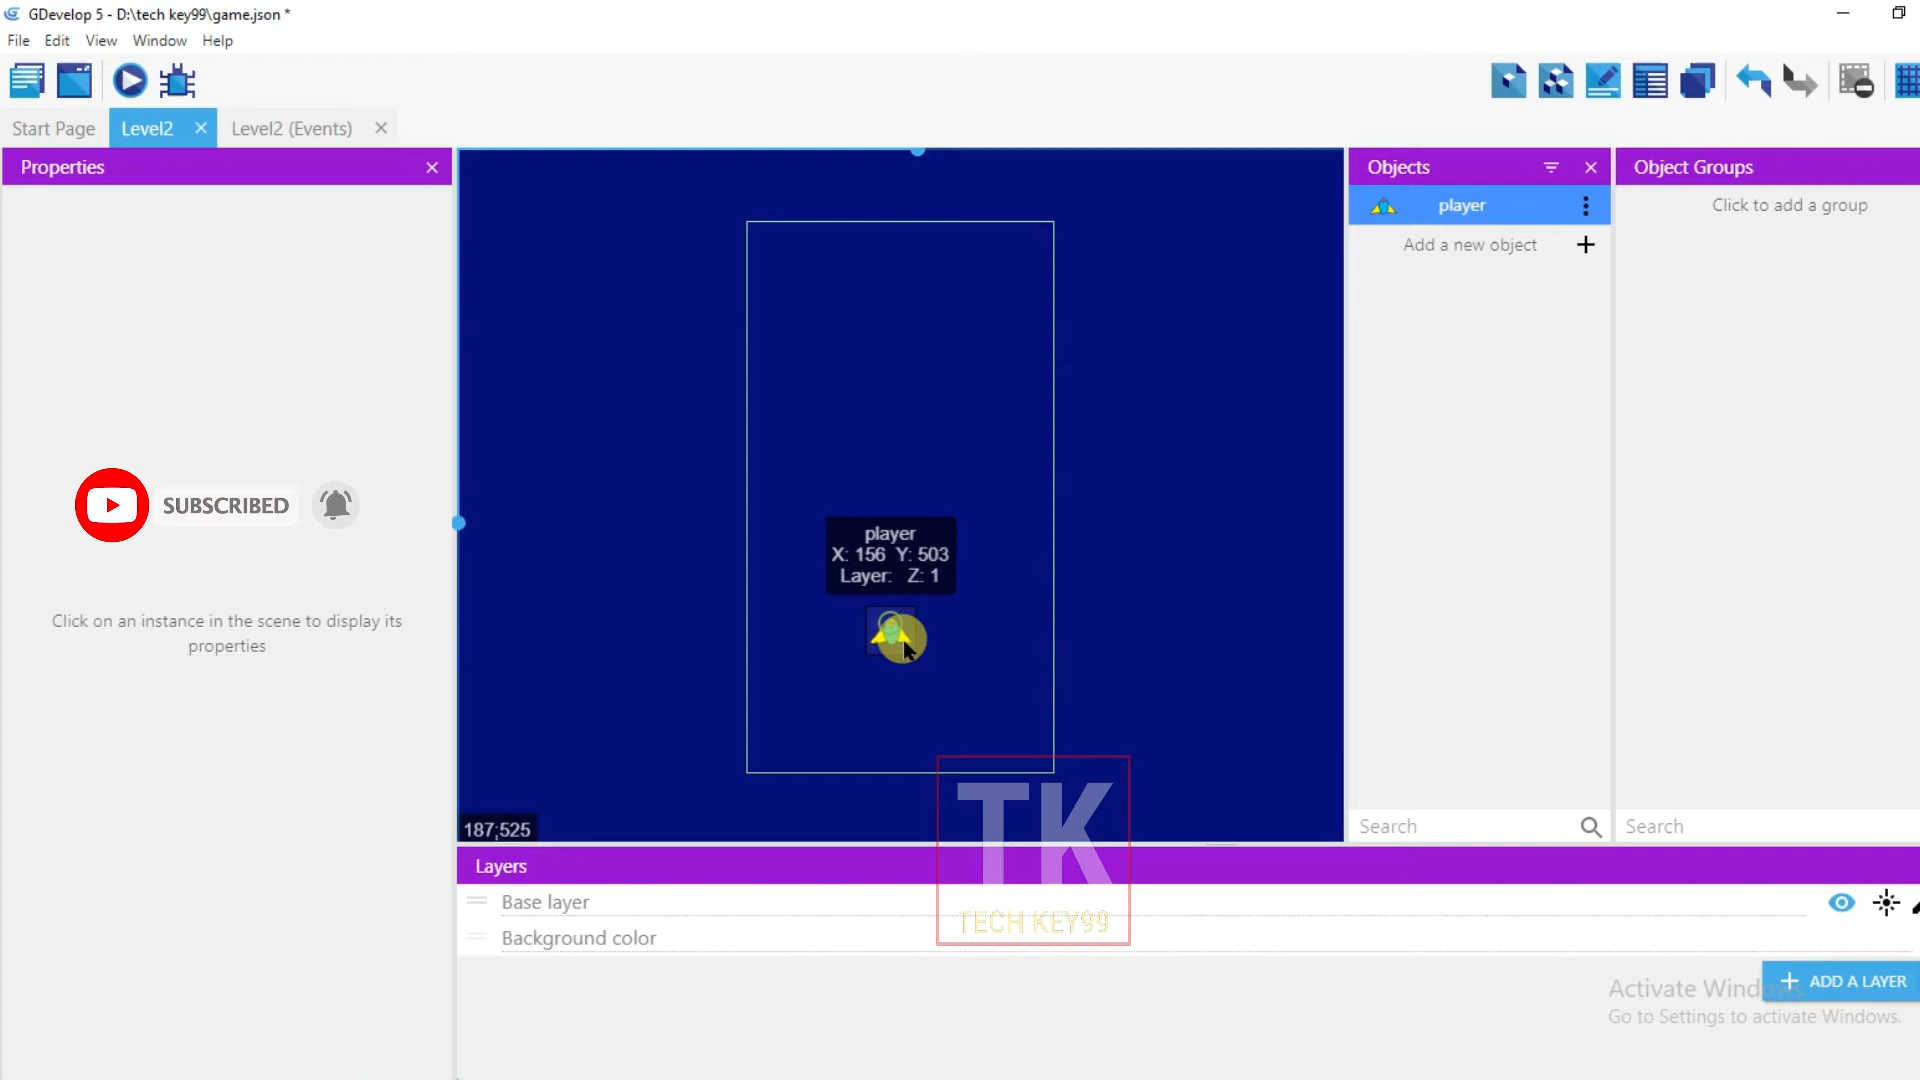 GDevelop 5 - D:\tech key99\game.json *
File Edit View Window Help
Start Page Level2 Level2 (Events)
Properties
Objects
Object Groups
player
Click to add a group
Add a new object
SUBSCRIBED
player
X: 156 Y: 503
Layer: Z: 1
Click on an instance in the scene to display its
properties
187;525
Search
Search
Layers
Base layer
Background color
TK
TECH KEY99
ADD A LAYER
Activate Windows
Go to Settings to activate Windows.